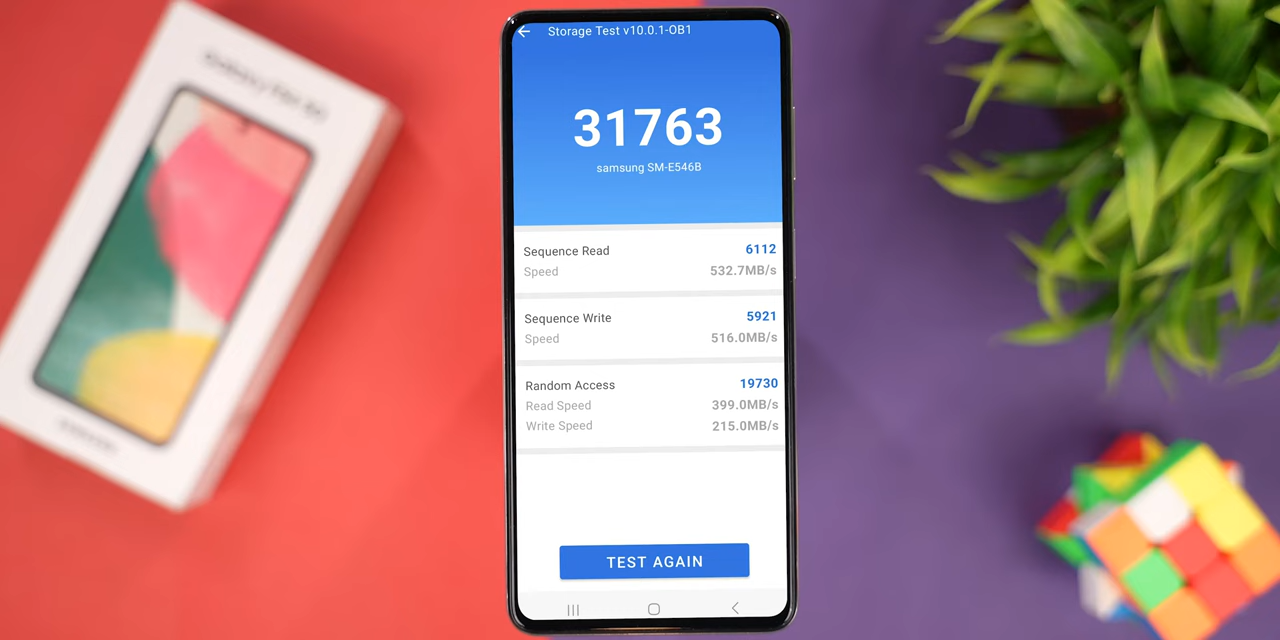 Storage Test v10.0.1-OB1
31763
samsung SM-E546B
Sequence Read 6112
Speed 532.7MB/s
Sequence Write 5921
Speed 516.0MB/s
Random Access 19730
Read Speed 399.0MB/s
Write Speed 215.0MB/s
TEST AGAIN